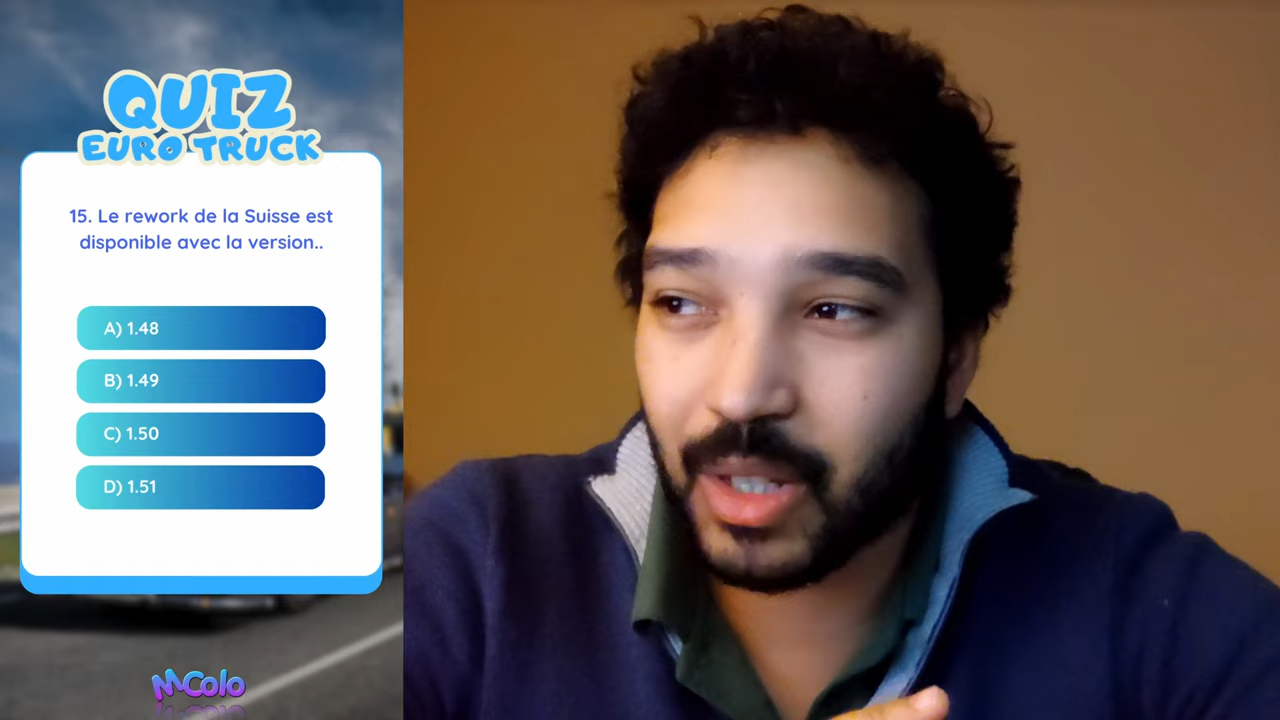 QUIZ
EURO TRUCK
15. Le rework de la Suisse est
disponible avec la version..
A) 1.48
B) 1.49
C) 1.50
D) 1.51
MColo